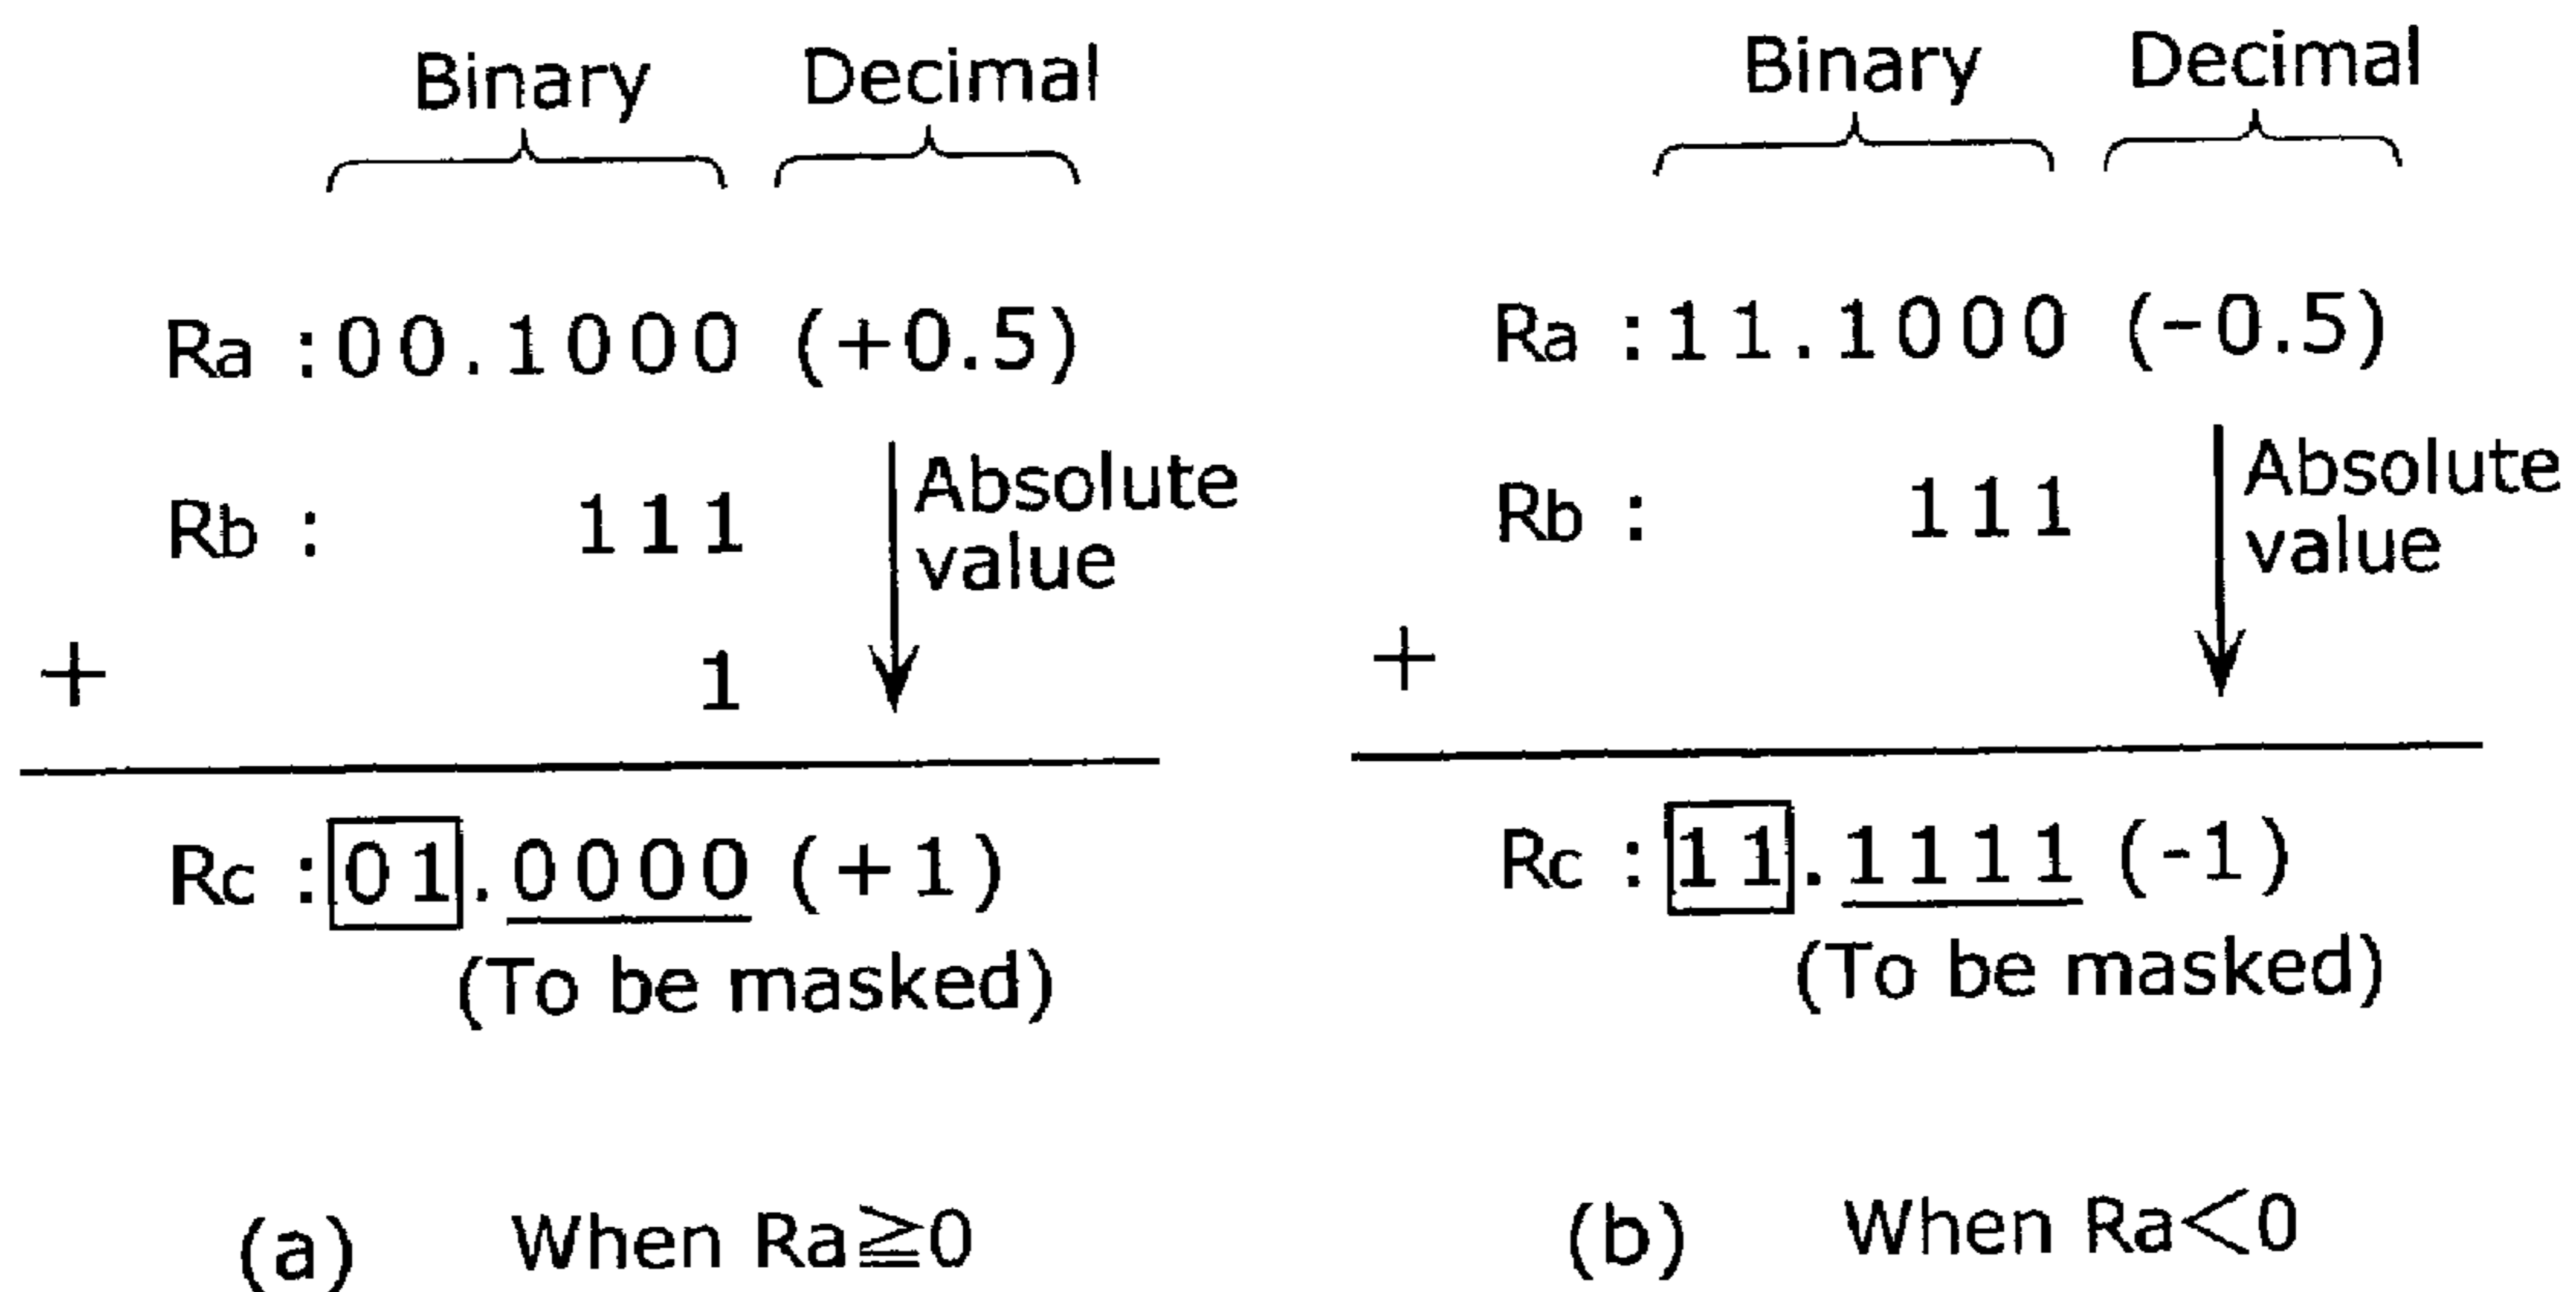 Binary Decimal
Ra :00.1000 (+0.5)
Rb : 111
Absolute
value
+ 1
Rc :01.0000 (+1)
(To be masked)
(a) When Ra≧0
Binary Decimal
Ra :11.1000 (-0.5)
Rb : 111
Absolute
value
+
Rc :11.1111 (-1)
(To be masked)
(b) When Ra<0